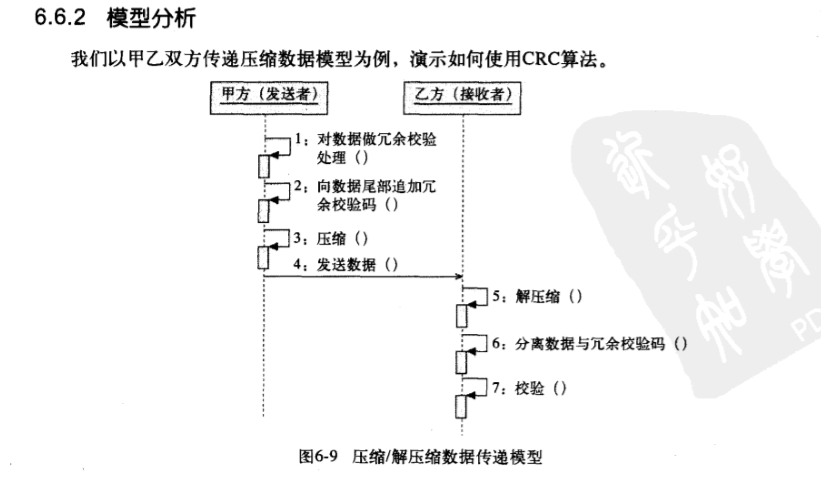 6.6.2 模型分析
我们以甲乙双方传递压缩数据模型为例，演示如何使用CRC算法。
甲方（发送者）
乙方（接收者）
1：对数据做冗余校验
处理（）
2：向数据尾部追加冗
余校验码（）
3：压缩（）
4：发送数据（）
5：解压缩（）
6：分离数据与冗余校验码（）
7：校验（）
图6-9 压缩/解压缩数据传递模型
PD